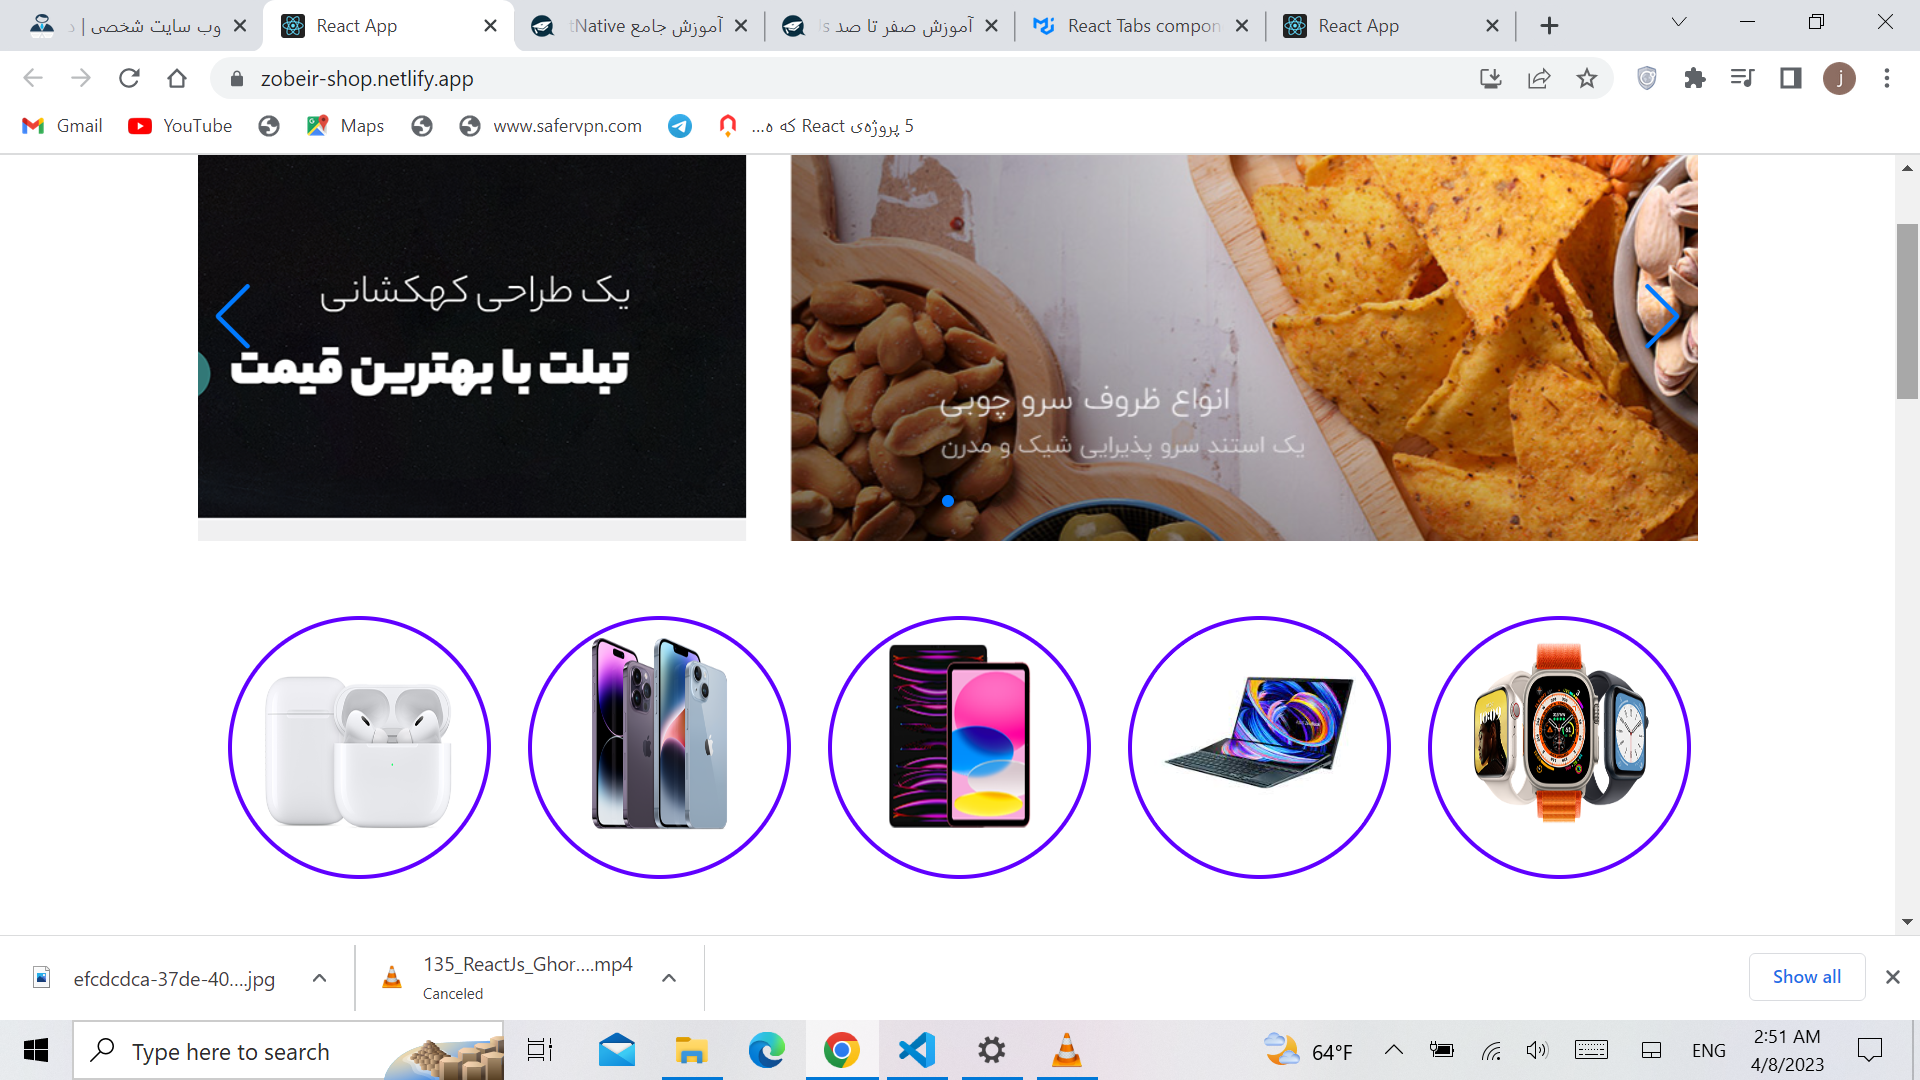 وب سایت شخصی | د
React App
آموزش جامع tNative
آموزش صفر تا صد Js
React Tabs compon
React App
zobeir-shop.netlify.app
Gmail
YouTube
Maps
www.safervpn.com
5 پروژه‌ی React که ه...
یک طراحی کهکشانی
تبلت با بهترین قیمت
انواع ظروف سرو چوبی
یک استند سرو پذیرایی شیک و مدرن
efcdcdca-37de-40....jpg
135_ReactJs_Ghor....mp4
Canceled
Show all
Type here to search
64°F
ENG
2:51 AM
4/8/2023
j